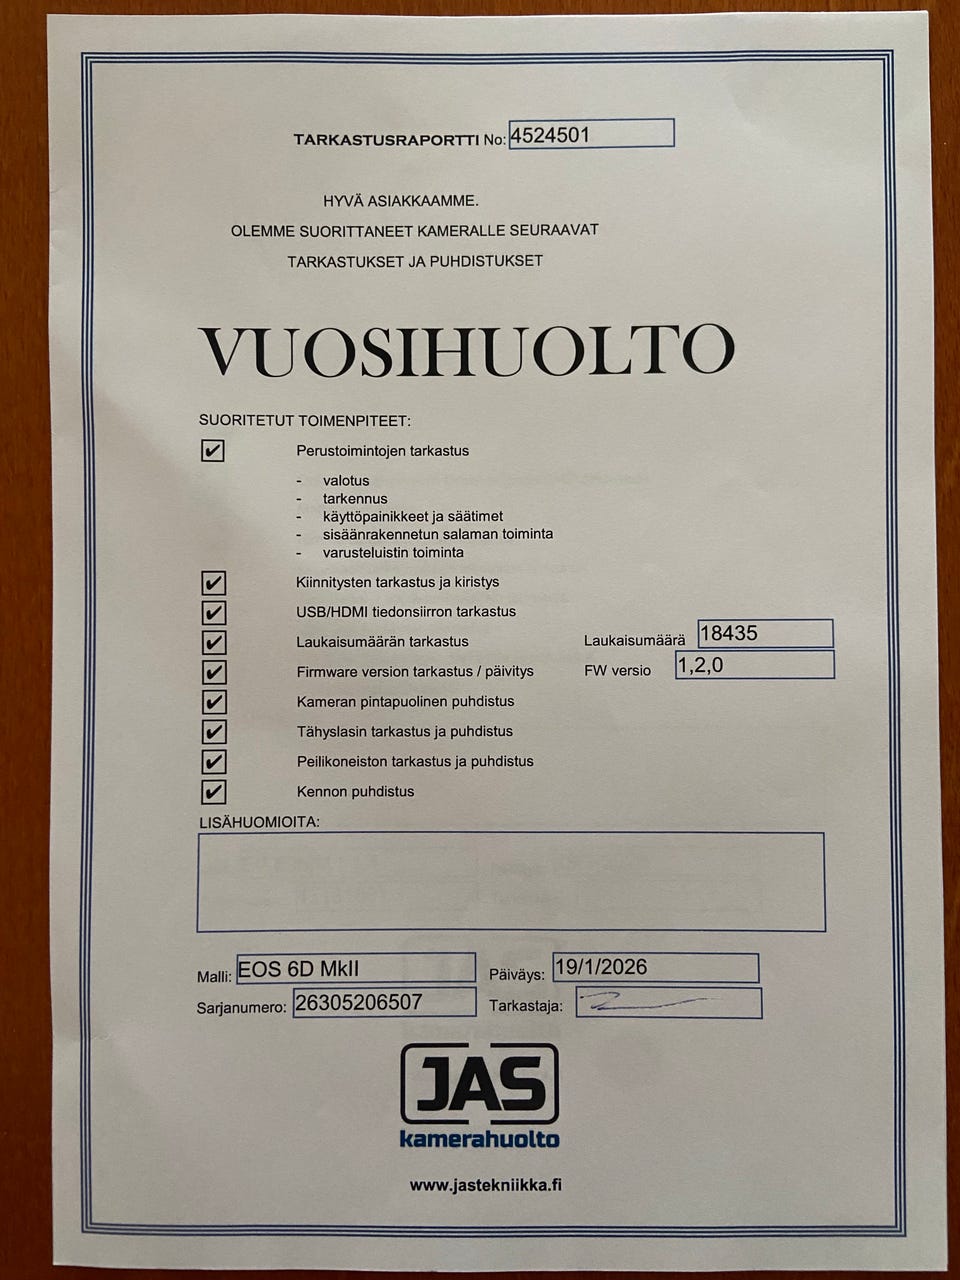 TARKASTUSRAPORTTI No: 4524501
HYVÄ ASIAKKAAMME.
OLEMME SUORITTANEET KAMERALLE SEURAAVAT
TARKASTUKSET JA PUHDISTUKSET
VUOSIHUOLTO
SUORITETUT TOIMENPITEET:
Perustoimintojen tarkastus
- valotus
- tarkennus
- käyttöpainikkeet ja säätimet
- sisäänrakennetun salaman toiminta
- varusteluistin toiminta
Kiinnitysten tarkastus ja kiristys
USB/HDMI tiedonsiirron tarkastus
Laukaisumäärän tarkastus Laukaisumäärä 18435
Firmware version tarkastus / päivitys FW versio 1,2,0
Kameran pintapuolinen puhdistus
Tähyslasin tarkastus ja puhdistus
Peilikoneiston tarkastus ja puhdistus
Kennon puhdistus
LISÄHUOMIOITA:
Malli: EOS 6D MkII Päiväys: 19/1/2026
Sarjanumero: 26305206507 Tarkastaja:
JAS
kamerahuolto
www.jastekniikka.fi